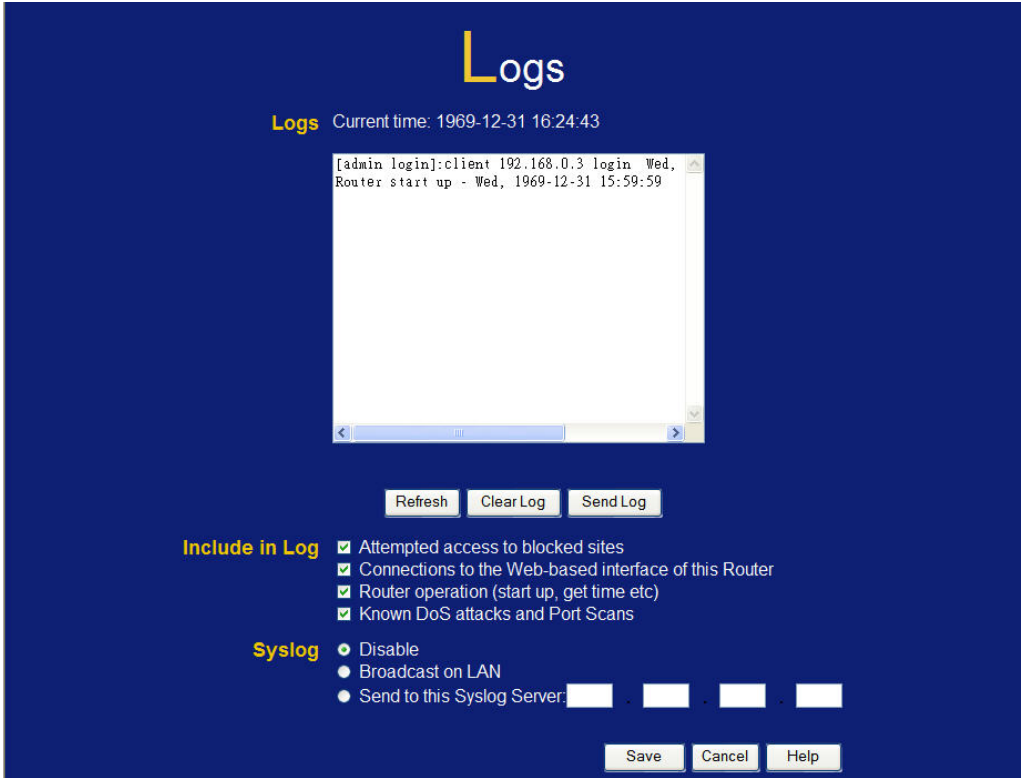 Logs
Logs Current time: 1969-12-31 16:24:43
[admin login]:client 192.168.0.3 login Wed,
Router start up - Wed, 1969-12-31 15:59:59
Refresh Clear Log Send Log
Include in Log Attempted access to blocked sites
Connections to the Web-based interface of this Router
Router operation (start up, get time etc)
Known DoS attacks and Port Scans
Syslog Disable
Broadcast on LAN
Send to this Syslog Server: . . .
Save Cancel Help